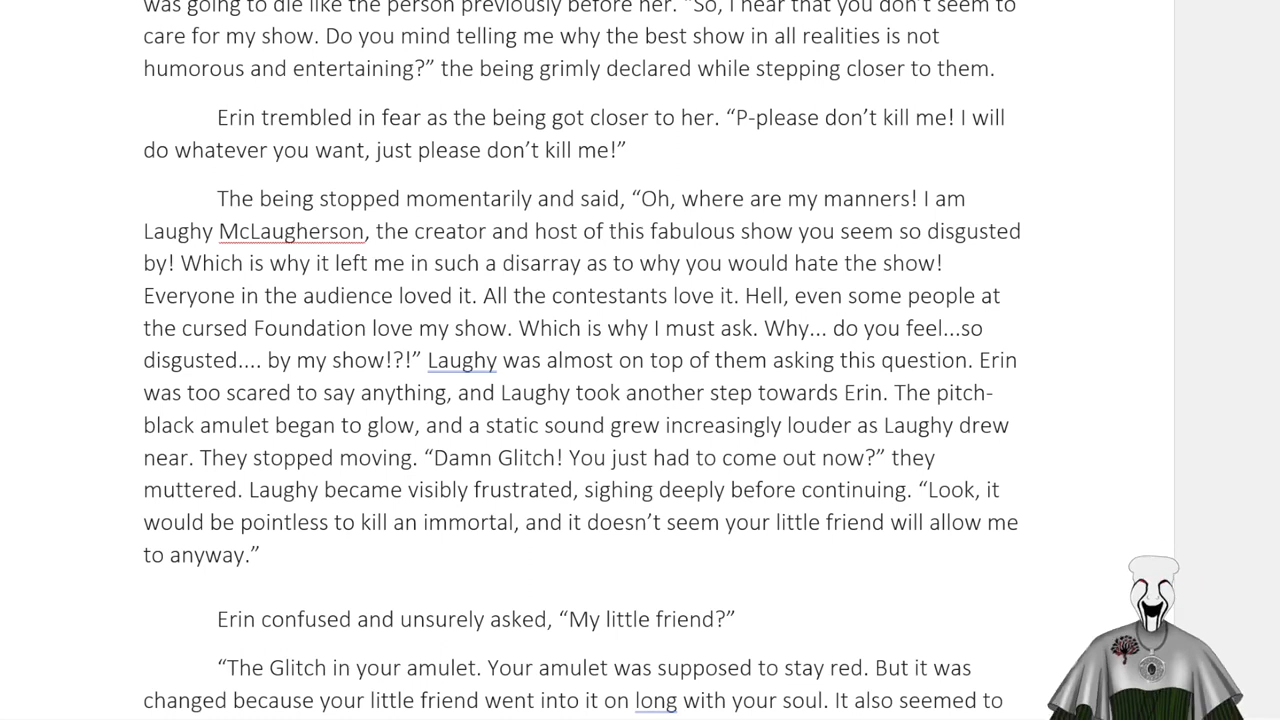 was going to die like the person previously before her. “So, I hear that you don’t seem to
care for my show. Do you mind telling me why the best show in all realities is not
humorous and entertaining?” the being grimly declared while stepping closer to them.
Erin trembled in fear as the being got closer to her. “P-please don’t kill me! I will
do whatever you want, just please don’t kill me!”
The being stopped momentarily and said, “Oh, where are my manners! I am
Laughy McLaugherson, the creator and host of this fabulous show you seem so disgusted
by! Which is why it left me in such a disarray as to why you would hate the show!
Everyone in the audience loved it. All the contestants love it. Hell, even some people at
the cursed Foundation love my show. Which is why I must ask. Why... do you feel...so
disgusted.... by my show!?!” Laughy was almost on top of them asking this question. Erin
was too scared to say anything, and Laughy took another step towards Erin. The pitch-
black amulet began to glow, and a static sound grew increasingly louder as Laughy drew
near. They stopped moving. “Damn Glitch! You just had to come out now?” they
muttered. Laughy became visibly frustrated, sighing deeply before continuing. “Look, it
would be pointless to kill an immortal, and it doesn’t seem your little friend will allow me
to anyway.”
Erin confused and unsurely asked, “My little friend?”
“The Glitch in your amulet. Your amulet was supposed to stay red. But it was
changed because your little friend went into it on long with your soul. It also seemed to